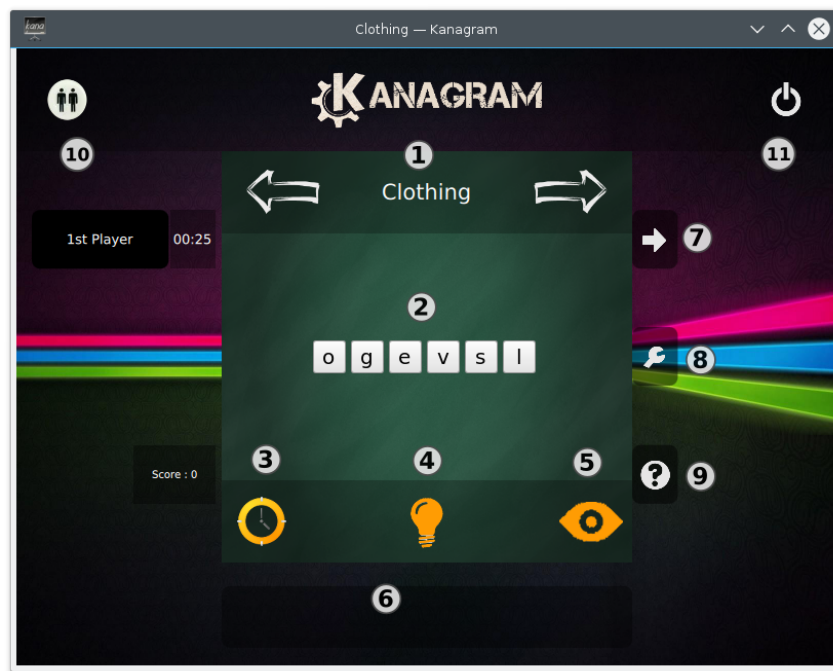 kana
Clothing — Kanagram
KANAGRAM
10
1
11
Clothing
1st Player 00:25
7
2
o g e v s l
8
3
4
5
Score : 0
?
9
6